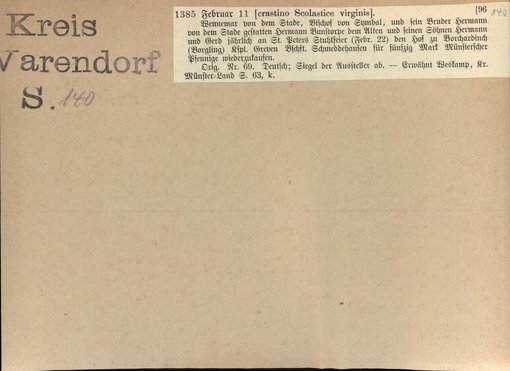 Kreis
Varendorf
S. 140
1385 Februar 11 [crastino Scolastice virginis]. [96 140
Wennemar von dem Stade, Bischof von Symbal, und sein Bruder Hermann
von dem Stade gestatten Hermann Bunstorpe dem Alten und seinen Söhnen Hermann
und Gerd jährlich an St. Peters Stuhlfeier (Febr. 22) den Hof zu Borchardinch
(Borgling) Kspl. Greven Bschft. Schmeddehausen für fünfzig Mark Münsterscher
Pfennige wiederzukaufen.
Orig. Nr. 69. Deutsch; Siegel der Aussteller ab. — Erwähnt Weskamp, Kr.
Münster-Land S. 63, k.